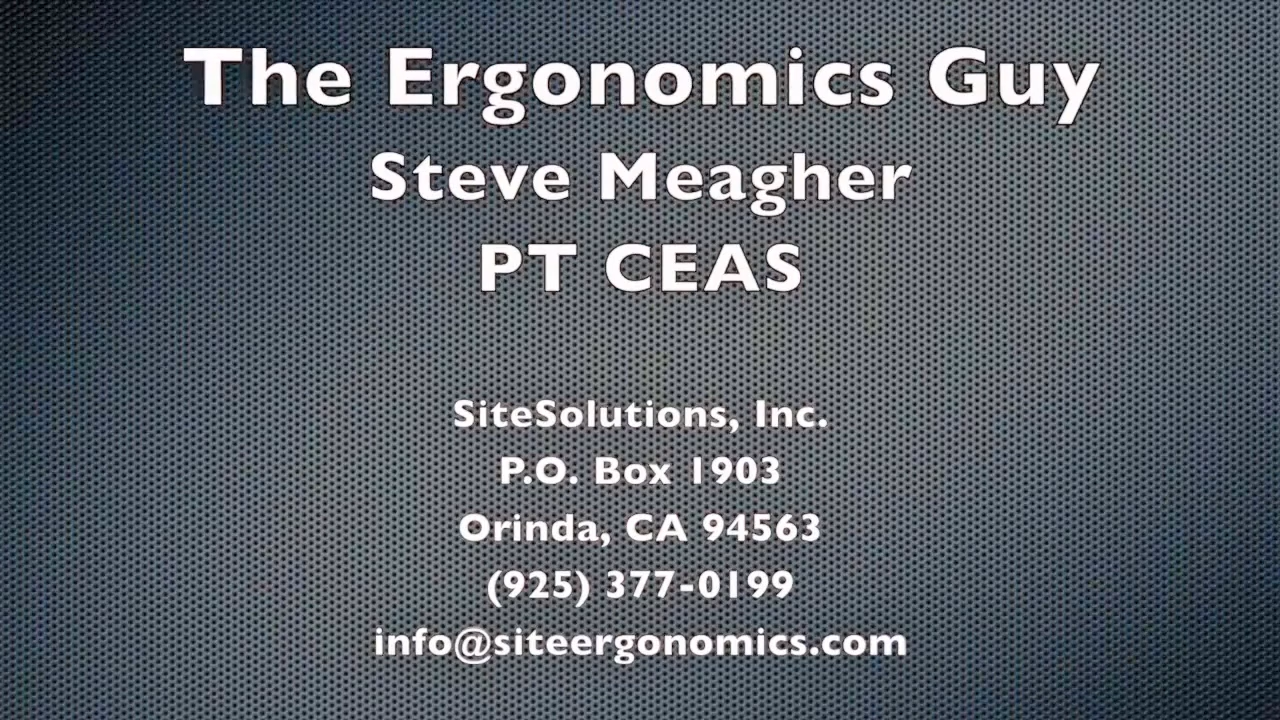 The Ergonomics Guy
Steve Meagher
PT CEAS
SiteSolutions, Inc.
P.O. Box 1903
Orinda, CA 94563
(925) 377-0199
info@siteergonomics.com